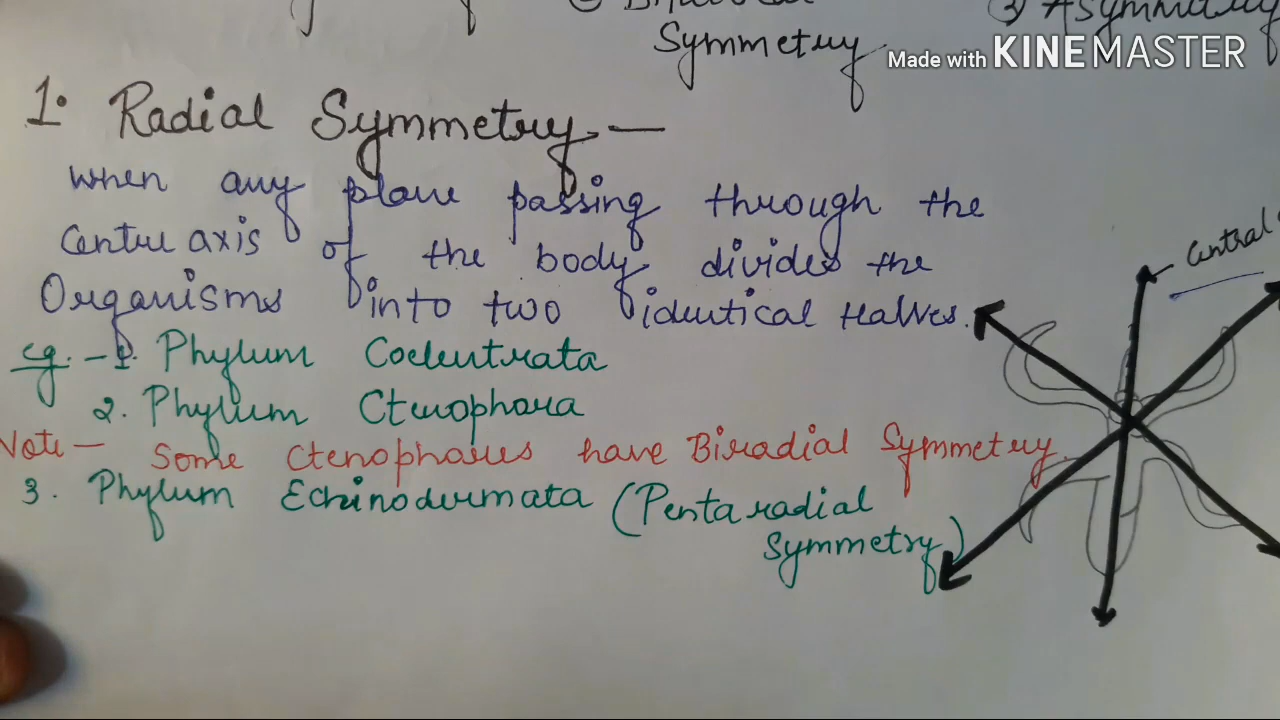 Symmetry
Made with KINEMASTER
1. Radial Symmetry —
when any plane passing through the
Centre axis of the body divides the
Organisms into two identical Halves.
eg. - 1. Phylum Coelentrata
2. Phylum Ctenophora
Note - Some Ctenophores have Biradial Symmetry.
3. Phylum Echinodermata (Pentaradial
Symmetry)
Central